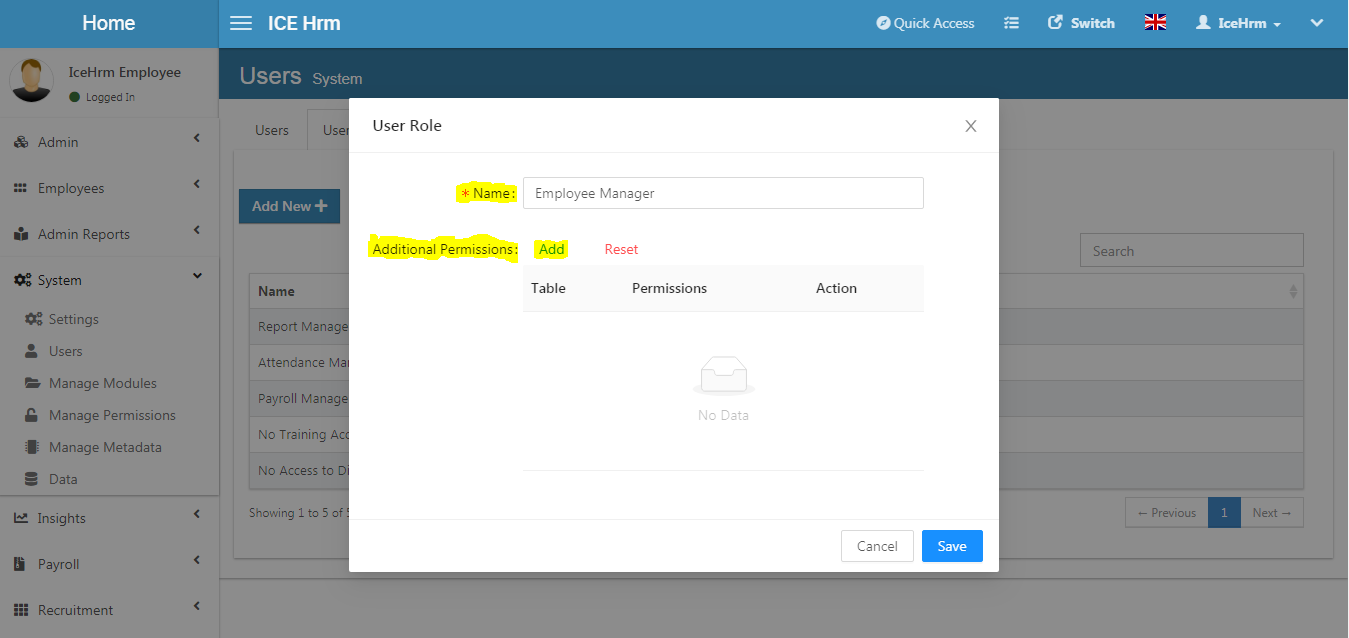 Home
ICE Hrm
Quick Access
Switch
IceHrm
IceHrm Employee
Logged In
Users System
Admin
Employees
Admin Reports
System
Settings
Users
Manage Modules
Manage Permissions
Manage Metadata
Data
Insights
Payroll
Recruitment
Users
User
Add New +
Search
Name
Report Manage
Attendance Ma
Payroll Manage
No Training Acc
No Access to Di
Showing 1 to 5 of 5
← Previous 1 Next →
User Role
* Name: Employee Manager
Additional Permissions: Add Reset
Table Permissions Action
No Data
Cancel Save